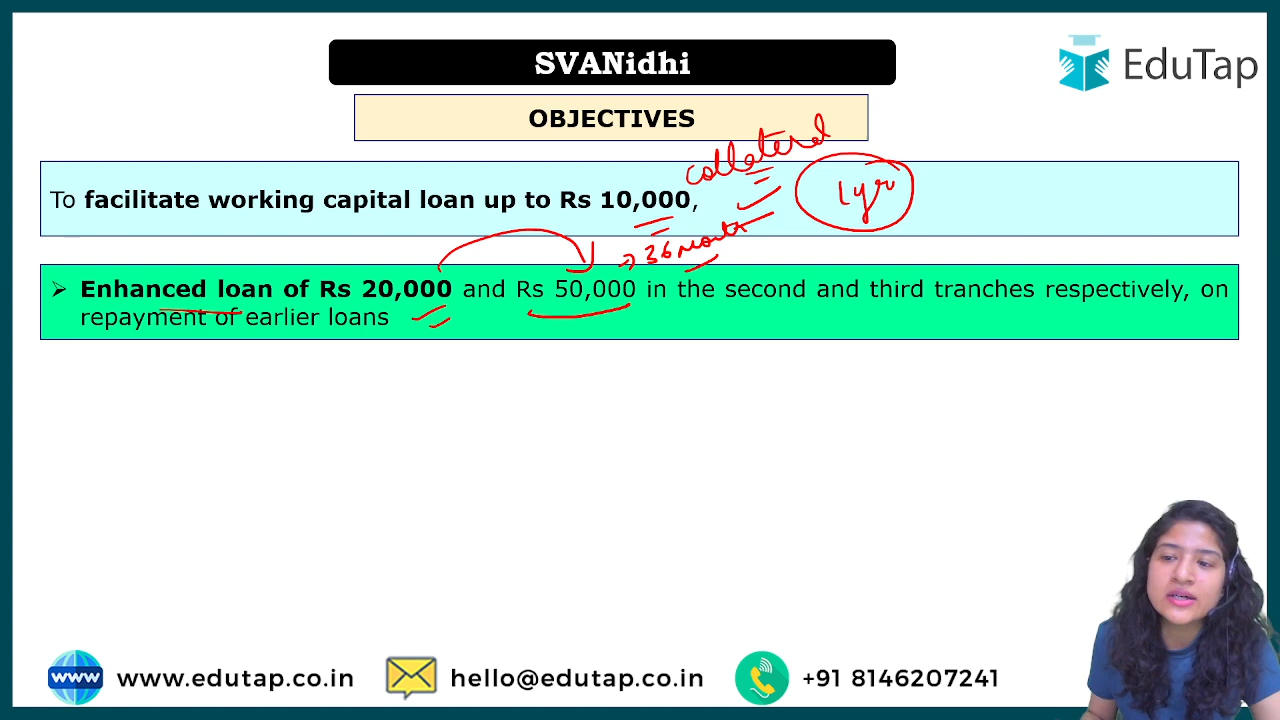 SVANidhi
EduTap
OBJECTIVES
collateral
1yr
To facilitate working capital loan up to Rs 10,000,
→ 36 month
➢ Enhanced loan of Rs 20,000 and Rs 50,000 in the second and third tranches respectively, on
repayment of earlier loans
www www.edutap.co.in hello@edutap.co.in +91 8146207241